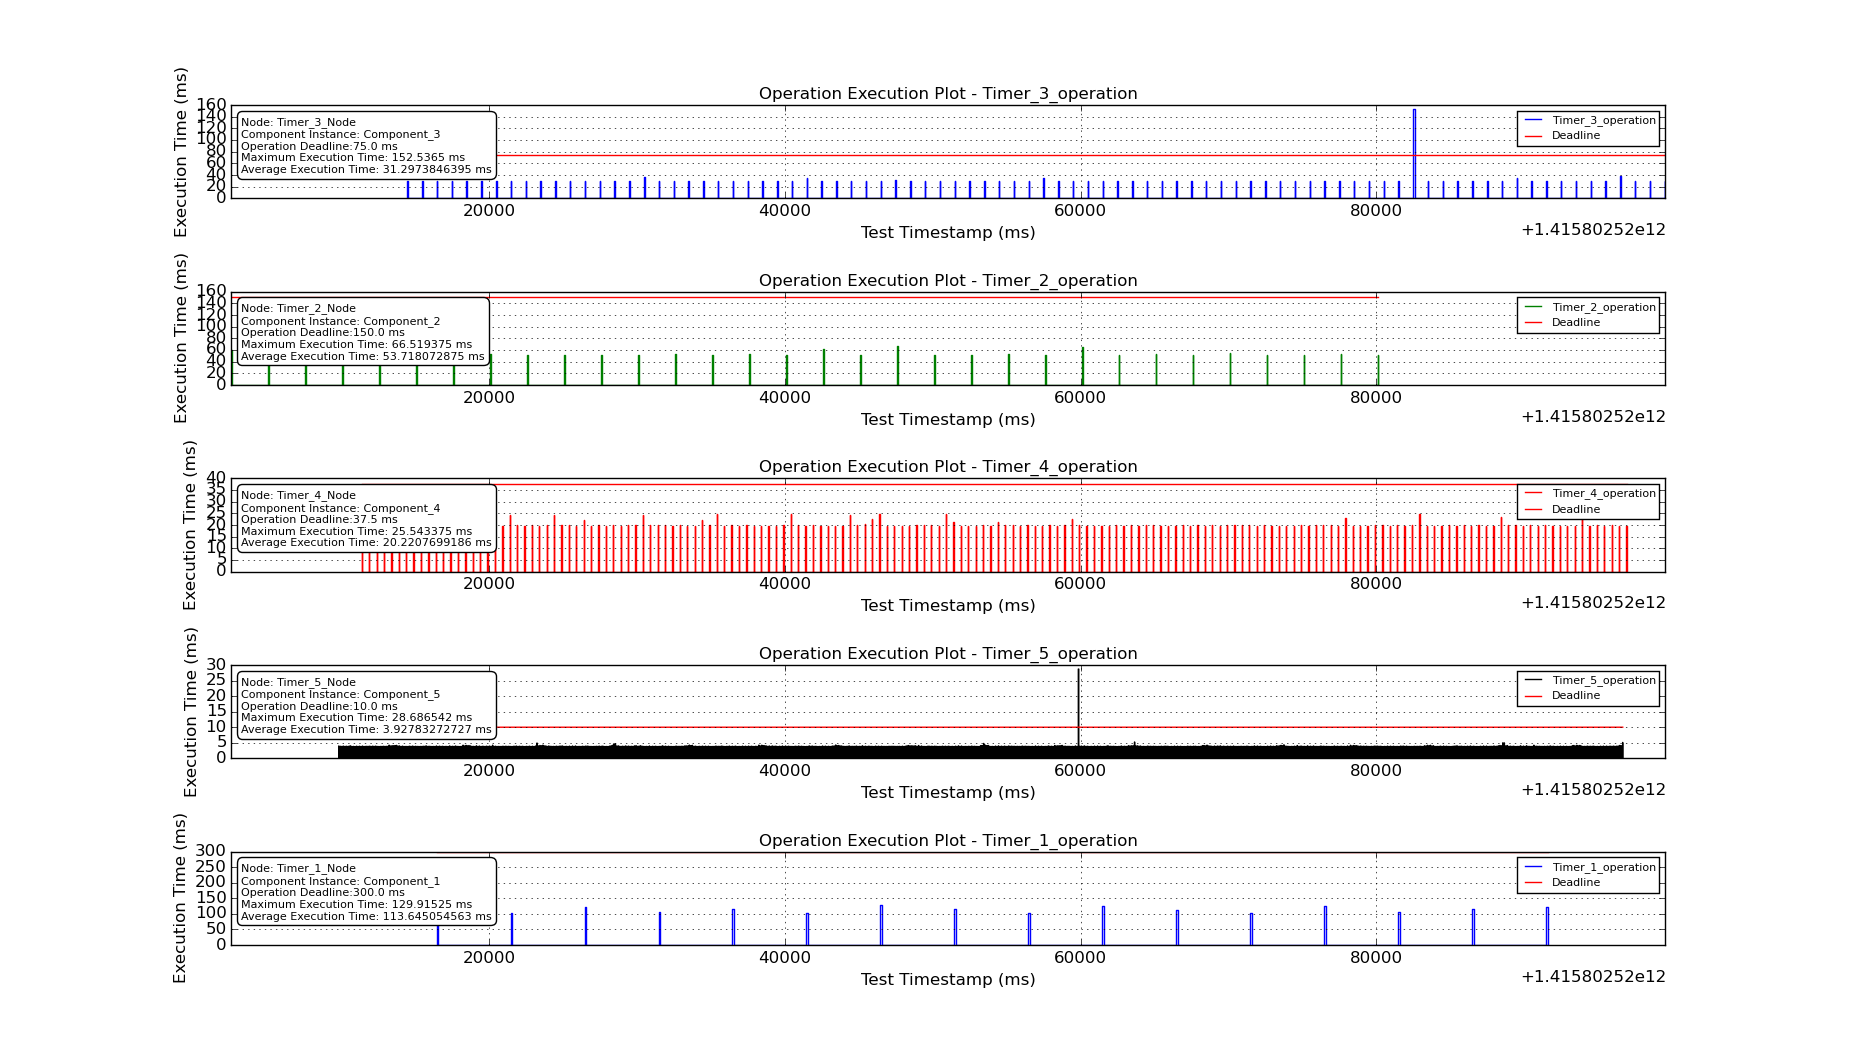 Operation Execution Plot - Timer_3_operation
Execution Time (ms)
160
140
120
100
80
60
40
20
0
Node: Timer_3_Node
Component Instance: Component_3
Operation Deadline:75.0 ms
Maximum Execution Time: 152.5365 ms
Average Execution Time: 31.2973846395 ms
Timer_3_operation
Deadline
20000 40000 60000 80000
+1.41580252e12
Test Timestamp (ms)
Operation Execution Plot - Timer_2_operation
Execution Time (ms)
160
140
120
100
80
60
40
20
0
Node: Timer_2_Node
Component Instance: Component_2
Operation Deadline:150.0 ms
Maximum Execution Time: 66.519375 ms
Average Execution Time: 53.718072875 ms
Timer_2_operation
Deadline
20000 40000 60000 80000
+1.41580252e12
Test Timestamp (ms)
Operation Execution Plot - Timer_4_operation
Execution Time (ms)
40
35
30
25
20
15
10
5
0
Node: Timer_4_Node
Component Instance: Component_4
Operation Deadline:37.5 ms
Maximum Execution Time: 25.543375 ms
Average Execution Time: 20.2207699186 ms
Timer_4_operation
Deadline
20000 40000 60000 80000
+1.41580252e12
Test Timestamp (ms)
Operation Execution Plot - Timer_5_operation
Execution Time (ms)
30
25
20
15
10
5
0
Node: Timer_5_Node
Component Instance: Component_5
Operation Deadline:10.0 ms
Maximum Execution Time: 28.686542 ms
Average Execution Time: 3.92783272727 ms
Timer_5_operation
Deadline
20000 40000 60000 80000
+1.41580252e12
Test Timestamp (ms)
Operation Execution Plot - Timer_1_operation
Execution Time (ms)
300
250
200
150
100
50
0
Node: Timer_1_Node
Component Instance: Component_1
Operation Deadline:300.0 ms
Maximum Execution Time: 129.91525 ms
Average Execution Time: 113.645054563 ms
Timer_1_operation
Deadline
20000 40000 60000 80000
+1.41580252e12
Test Timestamp (ms)